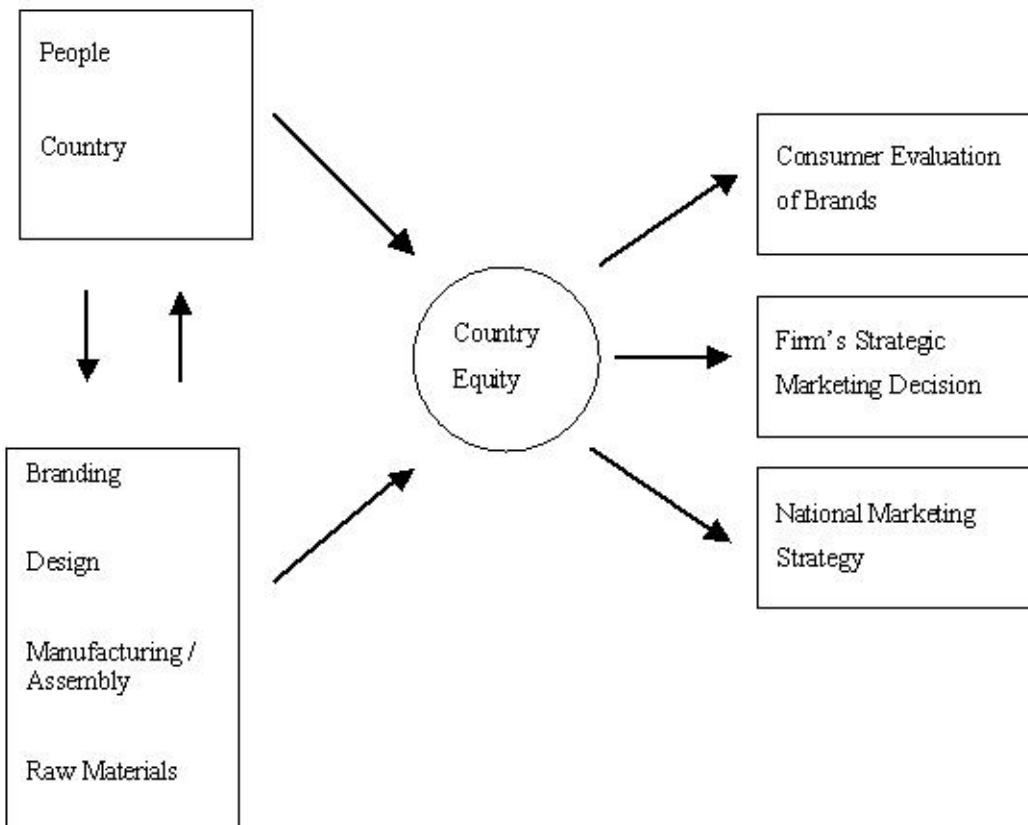 People
Country
Branding
Design
Manufacturing /
Assembly
Raw Materials
Country
Equity
Consumer Evaluation
of Brands
Firm's Strategic
Marketing Decision
National Marketing
Strategy